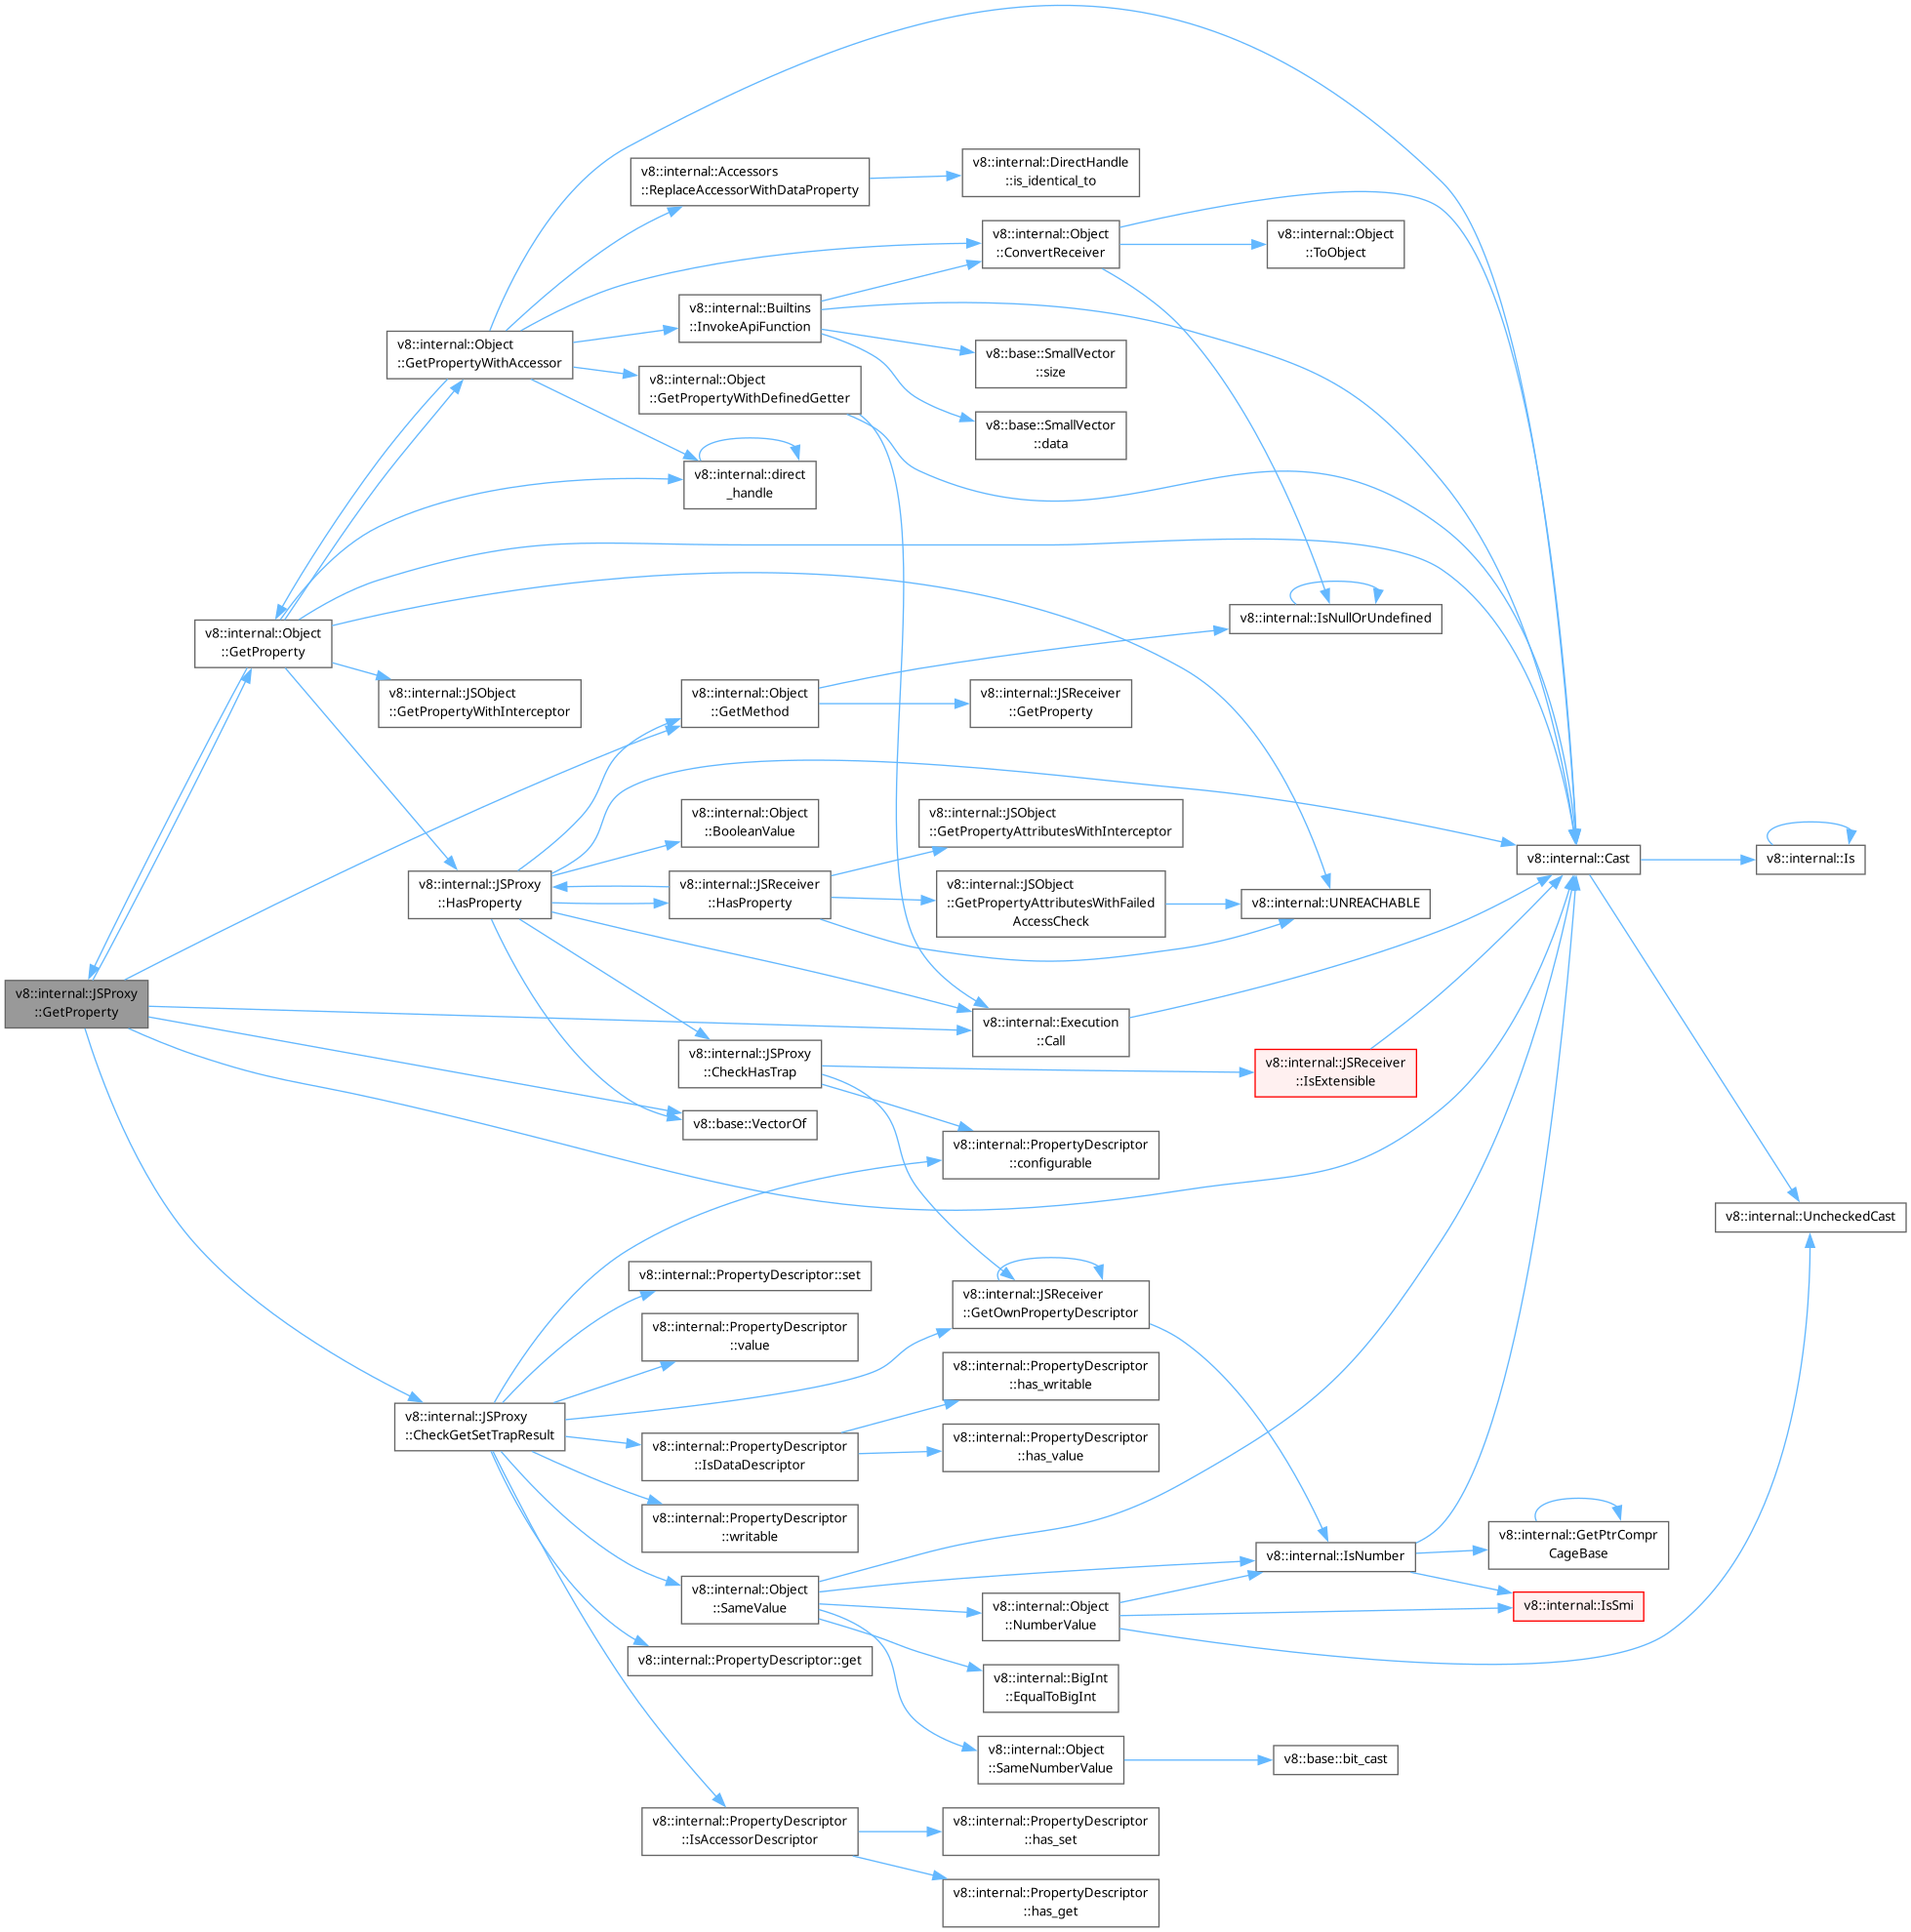 v8::internal::Accessors
::ReplaceAccessorWithDataProperty
v8::internal::DirectHandle
::is_identical_to
v8::internal::Object
::ConvertReceiver
v8::internal::Object
::ToObject
v8::internal::Builtins
::InvokeApiFunction
v8::internal::Object
::GetPropertyWithAccessor
v8::base::SmallVector
::size
v8::internal::Object
::GetPropertyWithDefinedGetter
v8::base::SmallVector
::data
v8::internal::direct
_handle
v8::internal::IsNullOrUndefined
v8::internal::Object
::GetProperty
v8::internal::JSObject
::GetPropertyWithInterceptor
v8::internal::Object
::GetMethod
v8::internal::JSReceiver
::GetProperty
v8::internal::Object
::BooleanValue
v8::internal::JSObject
::GetPropertyAttributesWithInterceptor
v8::internal::Cast
v8::internal::Is
v8::internal::JSProxy
::HasProperty
v8::internal::JSReceiver
::HasProperty
v8::internal::JSObject
::GetPropertyAttributesWithFailed
AccessCheck
v8::internal::UNREACHABLE
v8::internal::JSProxy
::GetProperty
v8::internal::Execution
::Call
v8::internal::JSProxy
::CheckHasTrap
v8::internal::JSReceiver
::IsExtensible
v8::base::VectorOf
v8::internal::PropertyDescriptor
::configurable
v8::internal::UncheckedCast
v8::internal::PropertyDescriptor::set
v8::internal::JSReceiver
::GetOwnPropertyDescriptor
v8::internal::PropertyDescriptor
::value
v8::internal::PropertyDescriptor
::has_writable
v8::internal::JSProxy
::CheckGetSetTrapResult
v8::internal::PropertyDescriptor
::IsDataDescriptor
v8::internal::PropertyDescriptor
::has_value
v8::internal::PropertyDescriptor
::writable
v8::internal::GetPtrCompr
CageBase
v8::internal::IsNumber
v8::internal::Object
::SameValue
v8::internal::Object
::NumberValue
v8::internal::IsSmi
v8::internal::PropertyDescriptor::get
v8::internal::BigInt
::EqualToBigInt
v8::internal::Object
::SameNumberValue
v8::base::bit_cast
v8::internal::PropertyDescriptor
::IsAccessorDescriptor
v8::internal::PropertyDescriptor
::has_set
v8::internal::PropertyDescriptor
::has_get